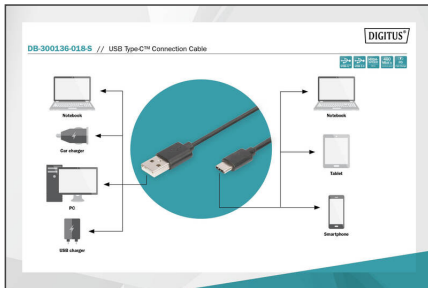 DIGITUS®
DB-300136-018-S // USB Type-C™ Connection Cable
Notebook
Car charger
PC
USB charger
Notebook
Tablet
Smartphone